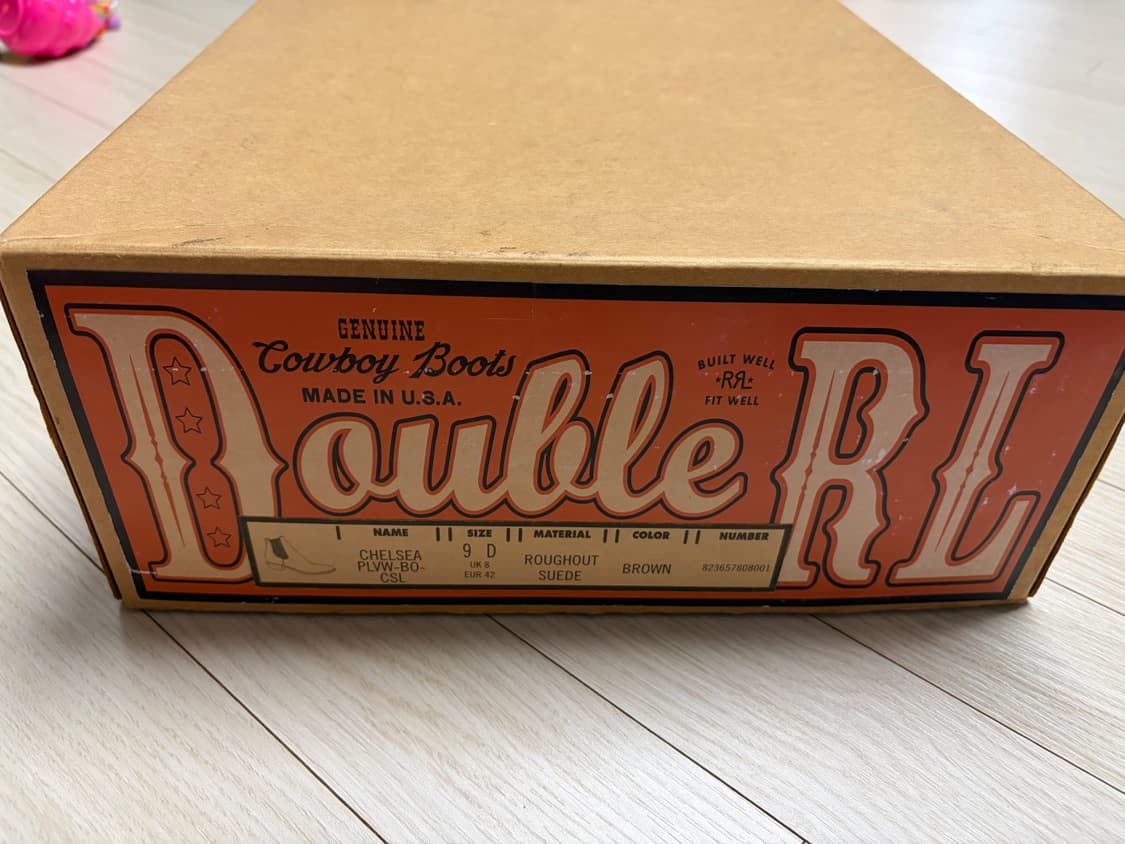 GENUINE
Cowboy Boots
MADE IN U.S.A.
Double RL
BUILT WELL
RRL
FIT WELL
NAME
CHELSEA
PLVW-BO-
CSL
SIZE
9 D
UK 8
EUR 42
MATERIAL
ROUGHOUT
SUEDE
COLOR
BROWN
NUMBER
823657808001